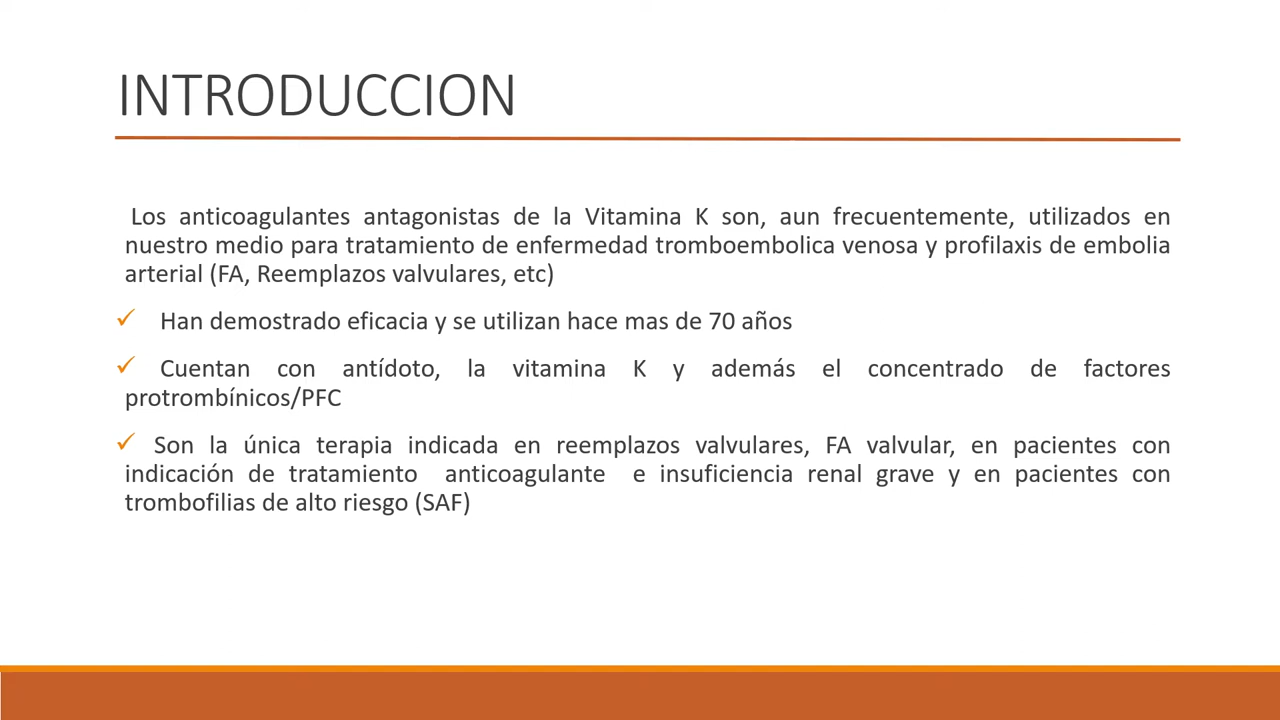 INTRODUCCION
Los anticoagulantes antagonistas de la Vitamina K son, aun frecuentemente, utilizados en
nuestro medio para tratamiento de enfermedad tromboembolica venosa y profilaxis de embolia
arterial (FA, Reemplazos valvulares, etc)
✓ Han demostrado eficacia y se utilizan hace mas de 70 años
✓ Cuentan con antídoto, la vitamina K y además el concentrado de factores
protrombínicos/PFC
✓ Son la única terapia indicada en reemplazos valvulares, FA valvular, en pacientes con
indicación de tratamiento anticoagulante e insuficiencia renal grave y en pacientes con
trombofilias de alto riesgo (SAF)